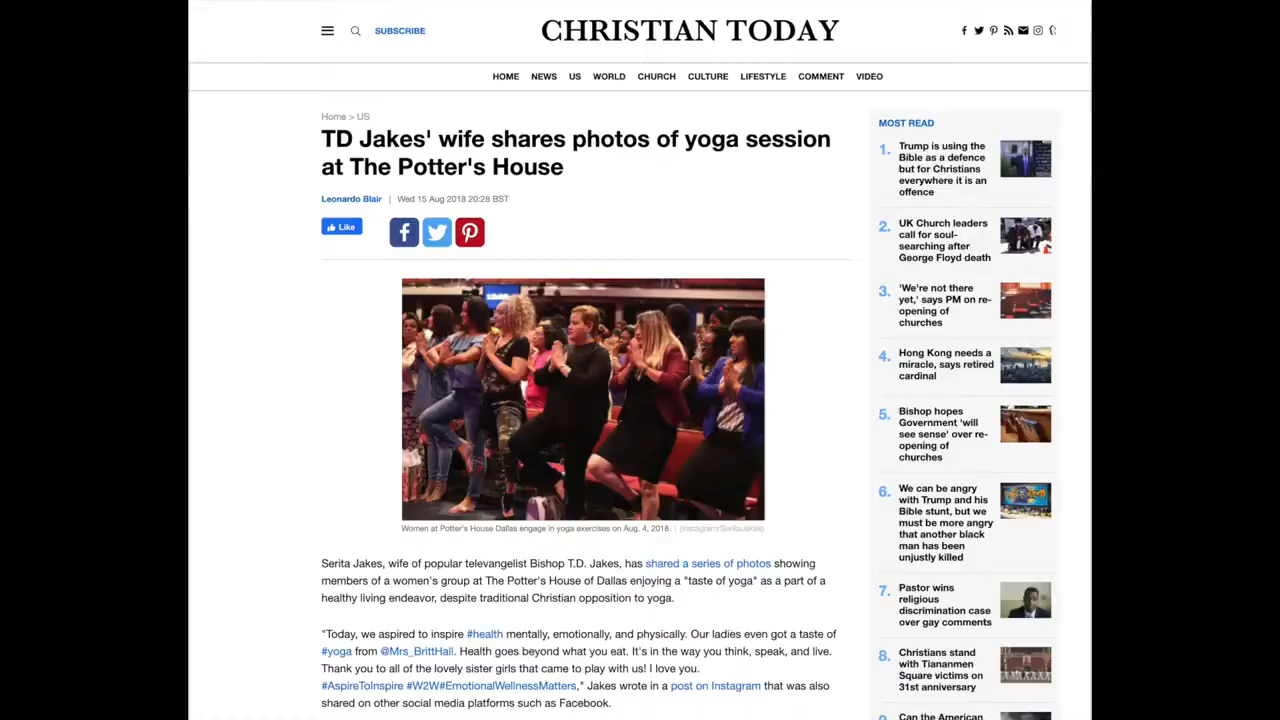 SUBSCRIBE
CHRISTIAN TODAY
HOME NEWS US WORLD CHURCH CULTURE LIFESTYLE COMMENT VIDEO
Home > US
TD Jakes' wife shares photos of yoga session
at The Potter's House
Leonardo Blair | Wed 15 Aug 2018 20:28 BST
Like
Women at Potter's House Dallas engage in yoga exercises on Aug. 4, 2018. | (Instagram/SeritaJakes)
Serita Jakes, wife of popular televangelist Bishop T.D. Jakes, has shared a series of photos showing
members of a women's group at The Potter's House of Dallas enjoying a "taste of yoga" as a part of a
healthy living endeavor, despite traditional Christian opposition to yoga.
"Today, we aspired to inspire #health mentally, emotionally, and physically. Our ladies even got a taste of
#yoga from @Mrs_BrittHall. Health goes beyond what you eat. It's in the way you think, speak, and live.
Thank you to all of the lovely sister girls that came to play with us! I love you.
#AspireToInspire #W2W#EmotionalWellnessMatters," Jakes wrote in a post on Instagram that was also
shared on other social media platforms such as Facebook.
MOST READ
1. Trump is using the
Bible as a defence
but for Christians
everywhere it is an
offence
2. UK Church leaders
call for soul-
searching after
George Floyd death
3. 'We're not there
yet,' says PM on re-
opening of
churches
4. Hong Kong needs a
miracle, says retired
cardinal
5. Bishop hopes
Government 'will
see sense' over re-
opening of
churches
6. We can be angry
with Trump and his
Bible stunt, but we
must be more angry
that another black
man has been
unjustly killed
7. Pastor wins
religious
discrimination case
over gay comments
8. Christians stand
with Tiananmen
Square victims on
31st anniversary
Can the American